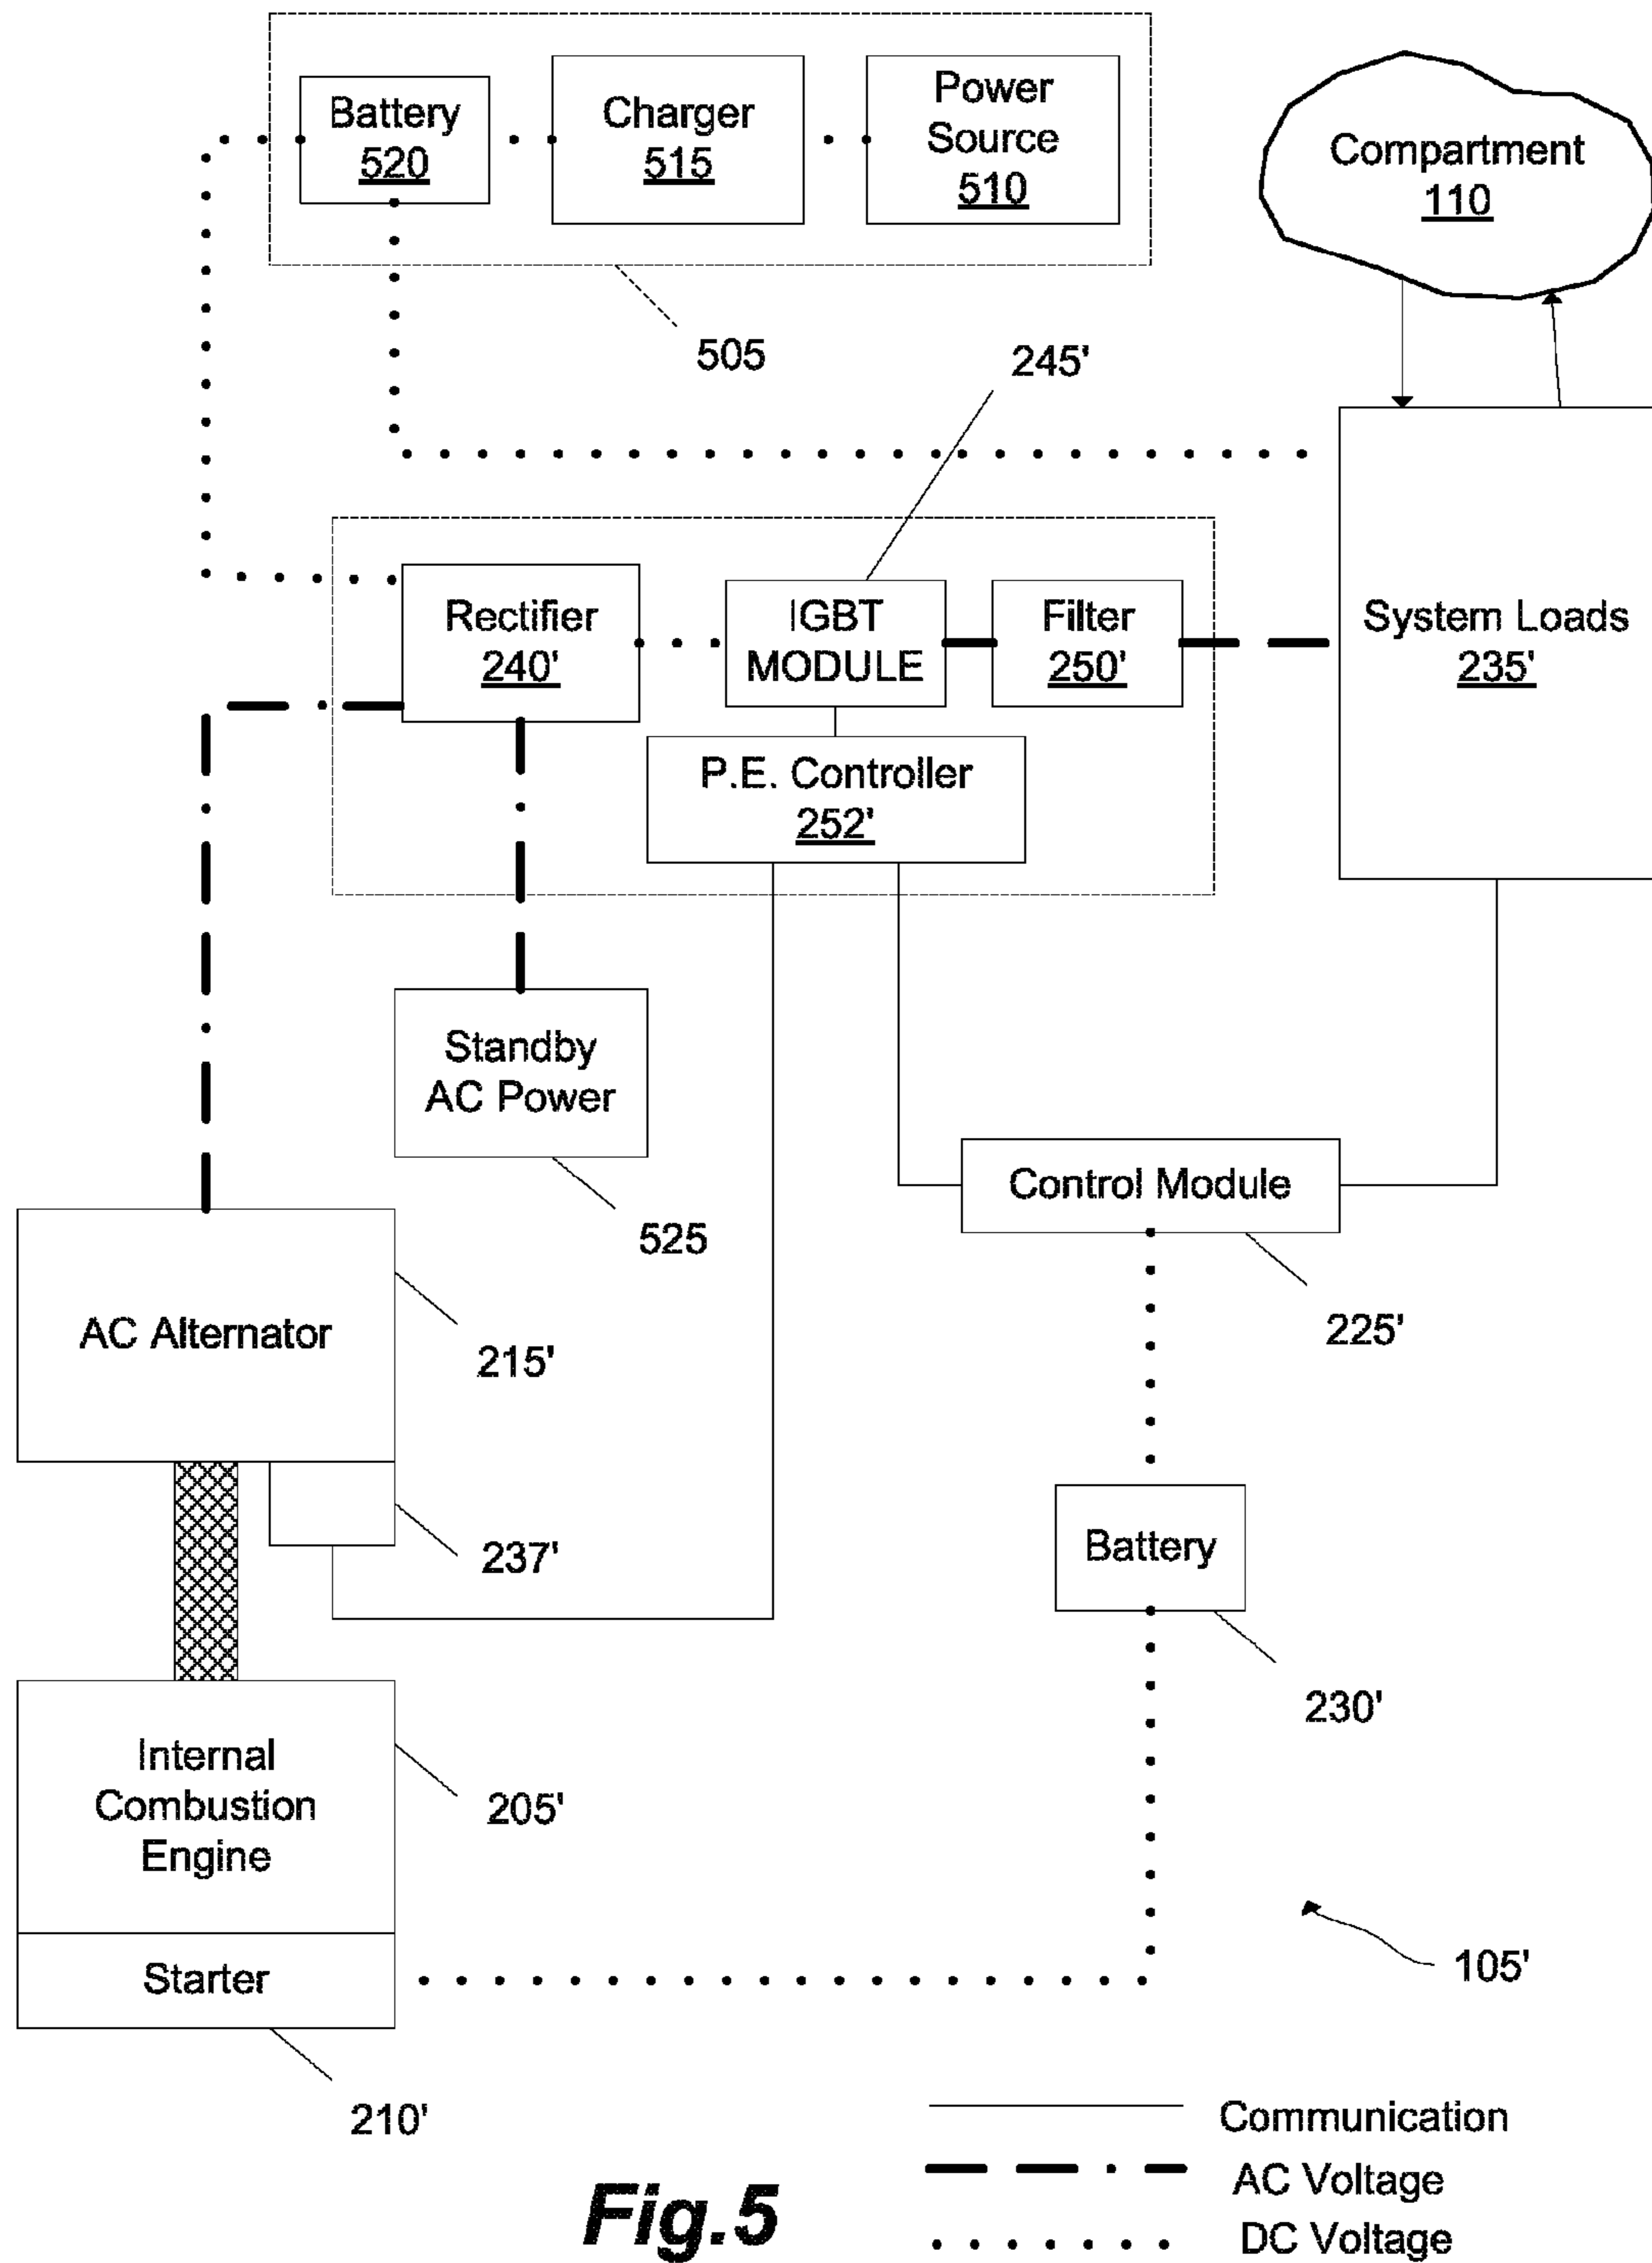 Battery
520
Charger
515
Power
Source
510
Compartment
110
505
245'
Rectifier
240'
IGBT
MODULE
Filter
250'
System Loads
235'
P.E. Controller
252'
Standby
AC Power
525
Control Module
225'
AC Alternator
215'
237'
Battery
230'
Internal
Combustion
Engine
205'
Starter
210'
105'
Communication
AC Voltage
DC Voltage
Fig.5